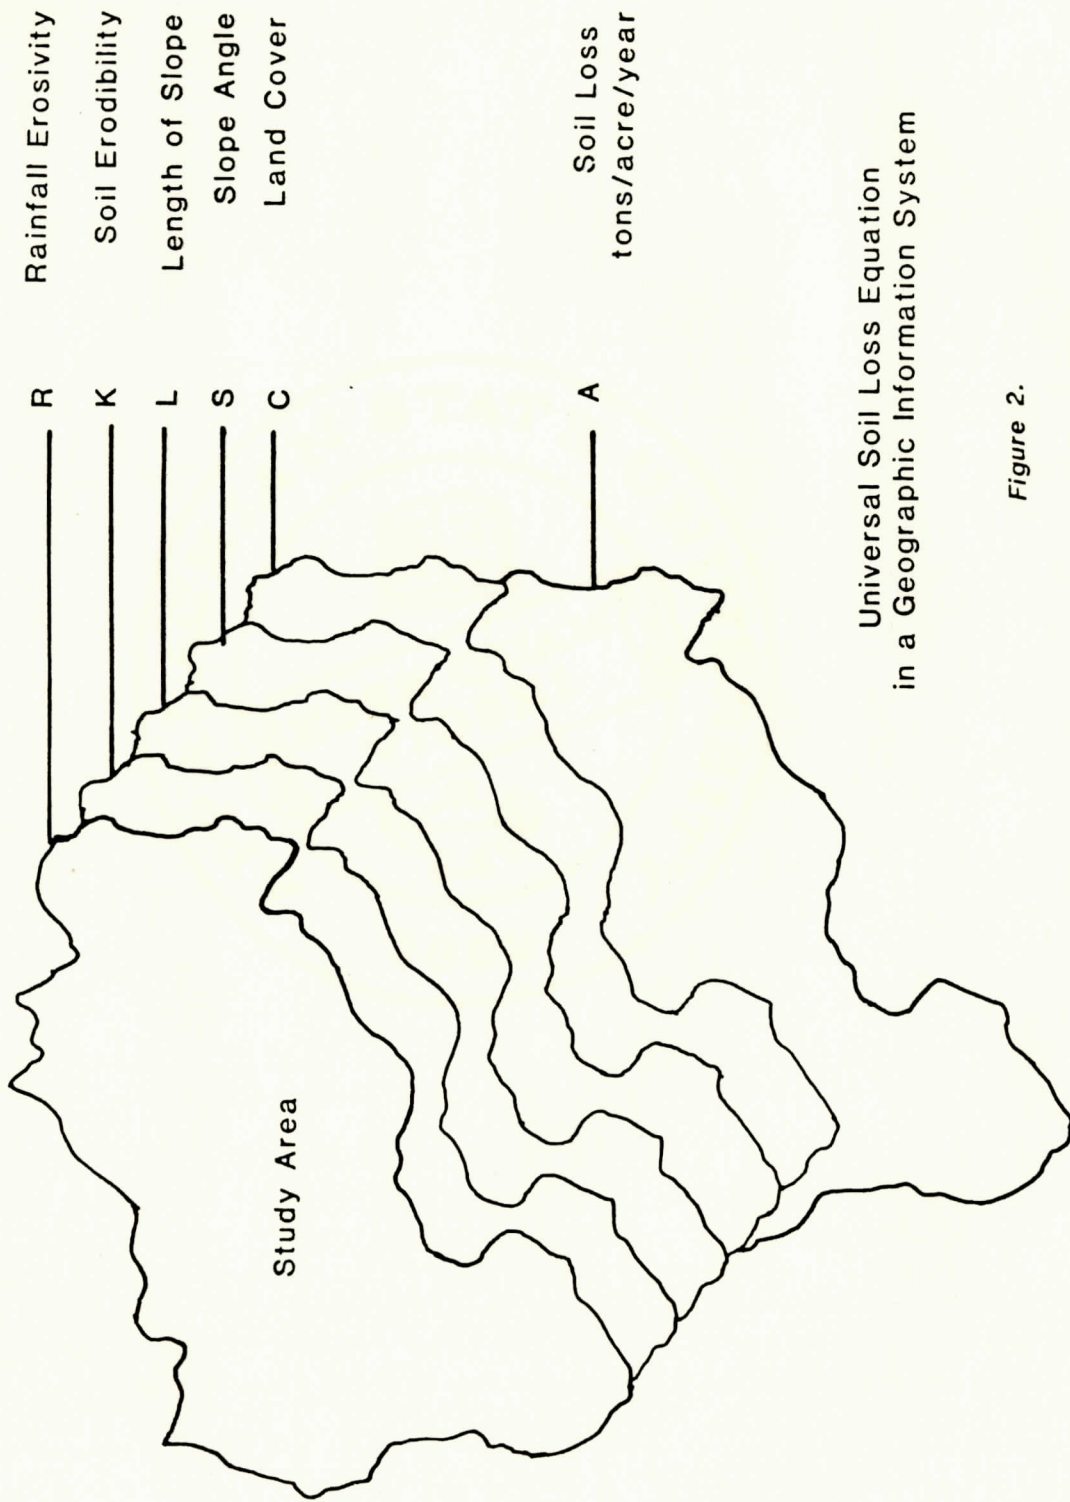 Study Area
R Rainfall Erosivity
K Soil Erodibility
L Length of Slope
S Slope Angle
C Land Cover
A Soil Loss
tons/acre/year
Universal Soil Loss Equation
in a Geographic Information System
Figure 2.